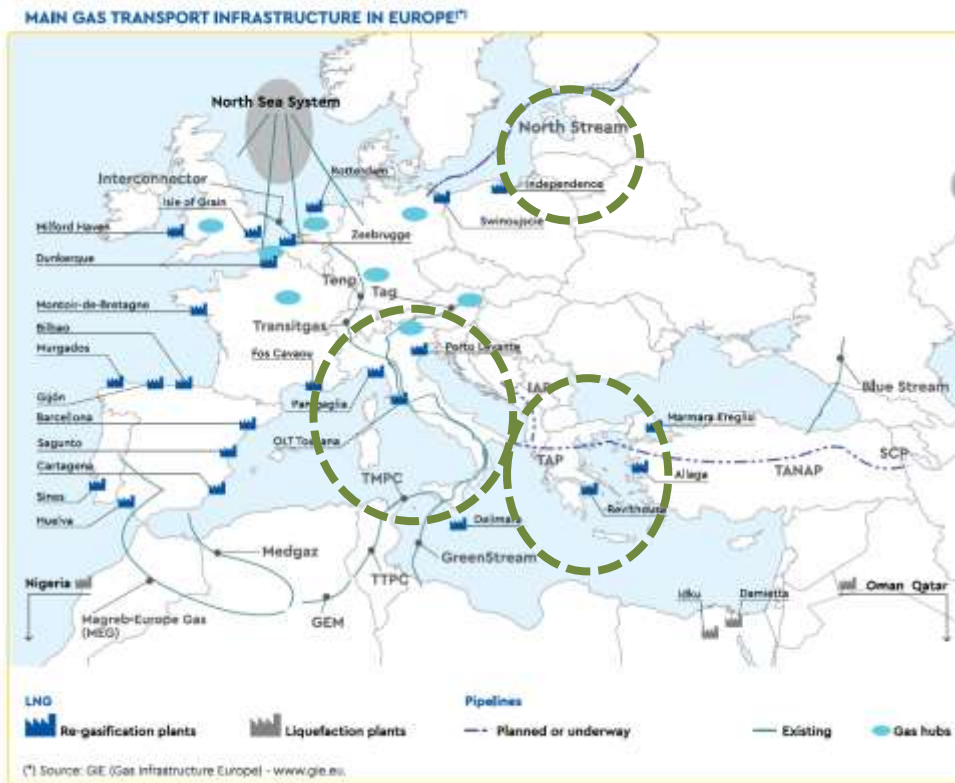 MAIN GAS TRANSPORT INFRASTRUCTURE IN EUROPE(*)
North Sea System
North Stream
Interconnector
Rotterdam
Independence
Isle of Grain
Milford Haven
Zeebrugge
Swinoujscie
Dunkerque
Tenp
Tag
Montoir-de-Bretagne
Transitgas
Bilbao
Fos Cavaou
Porto Levante
Murgados
Blue Stream
Panigaglia
IAP
Gijón
Marmara Ereglisi
Barcellona
OLT Toscana
SCP
Sagunto
TAP
TANAP
Aliaga
Cartagena
TMPC
Sines
Revithoussa
Huelva
Dalimara
Medgaz
GreenStream
TTPC
Nigeria
Idku
Damietta
Oman Qatar
Magreb-Europe Gas
(MEG)
GEM
LNG
Re-gasification plants
Liquefaction plants
Pipelines
Planned or underway
Existing
Gas hubs
(*) Source: GIE (Gas Infrastructure Europe) - www.gie.eu.